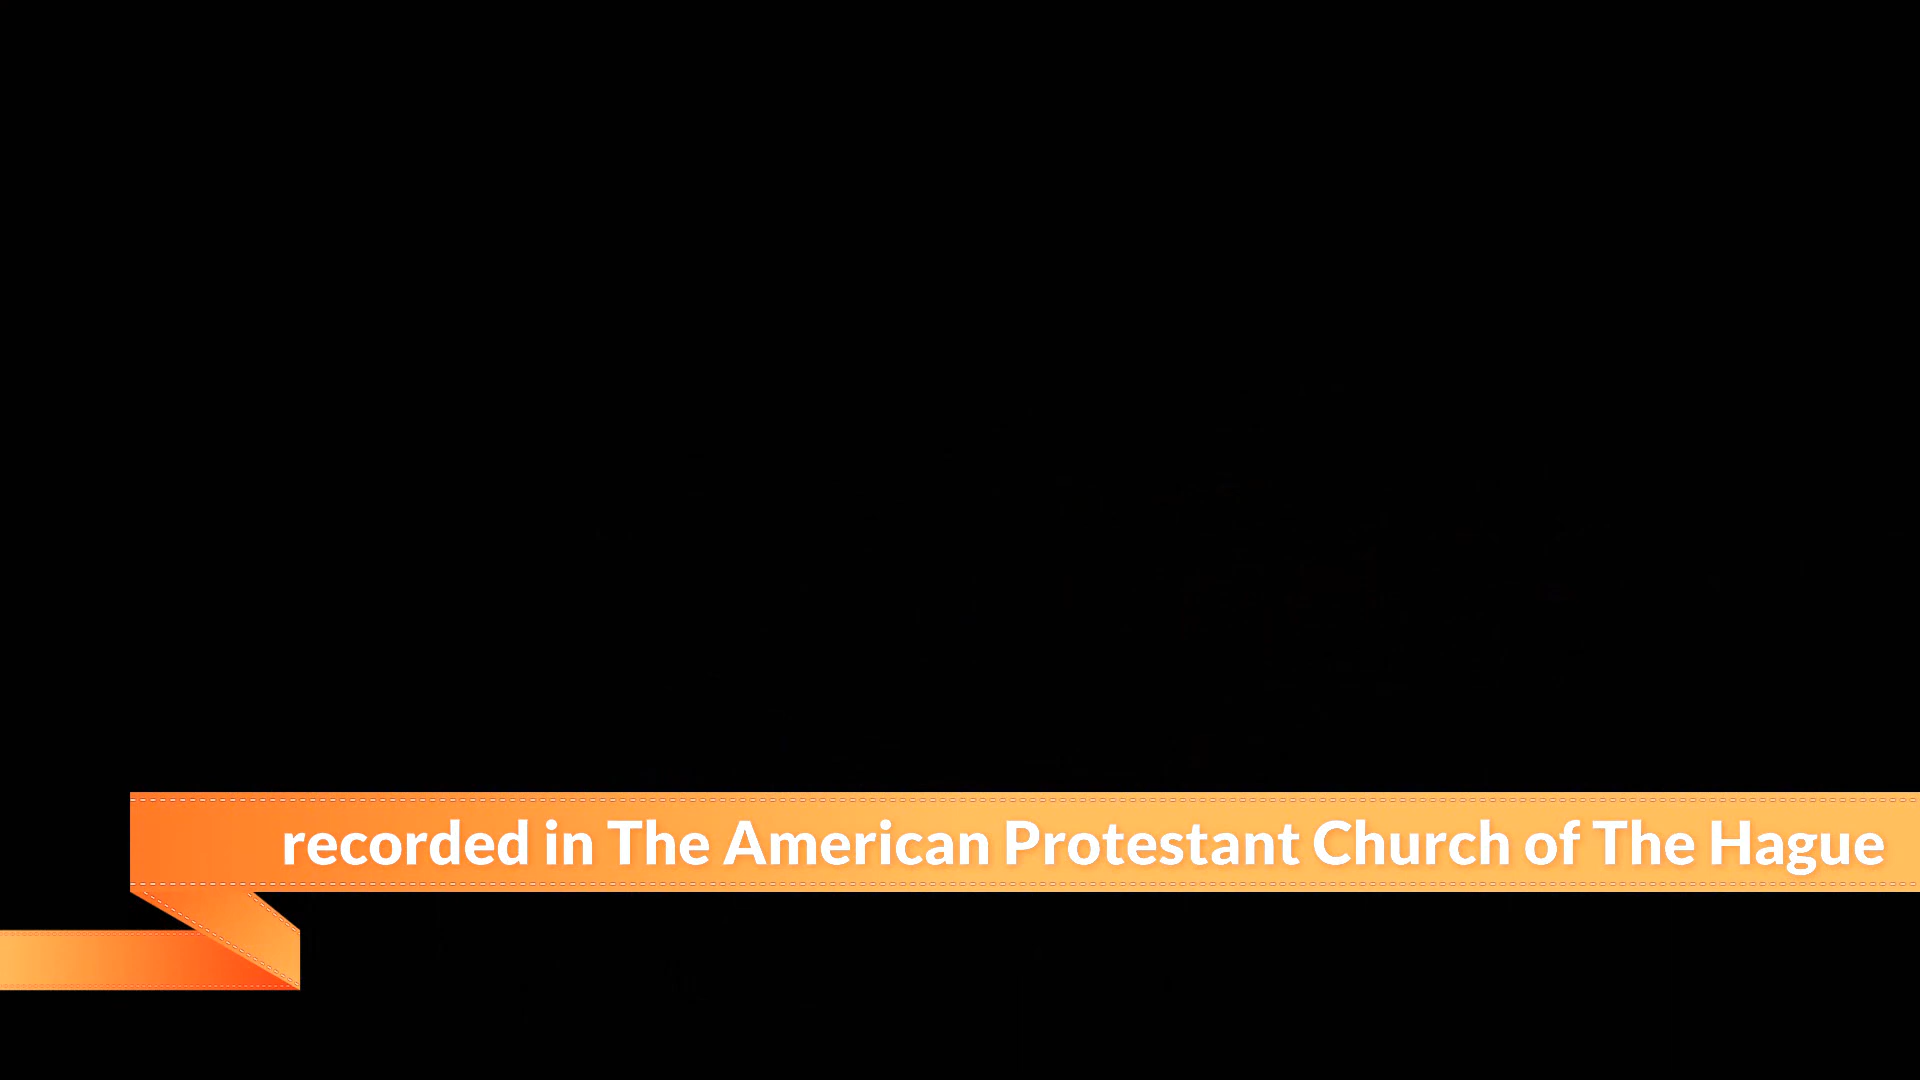 recorded in The American Protestant Church of The Hague